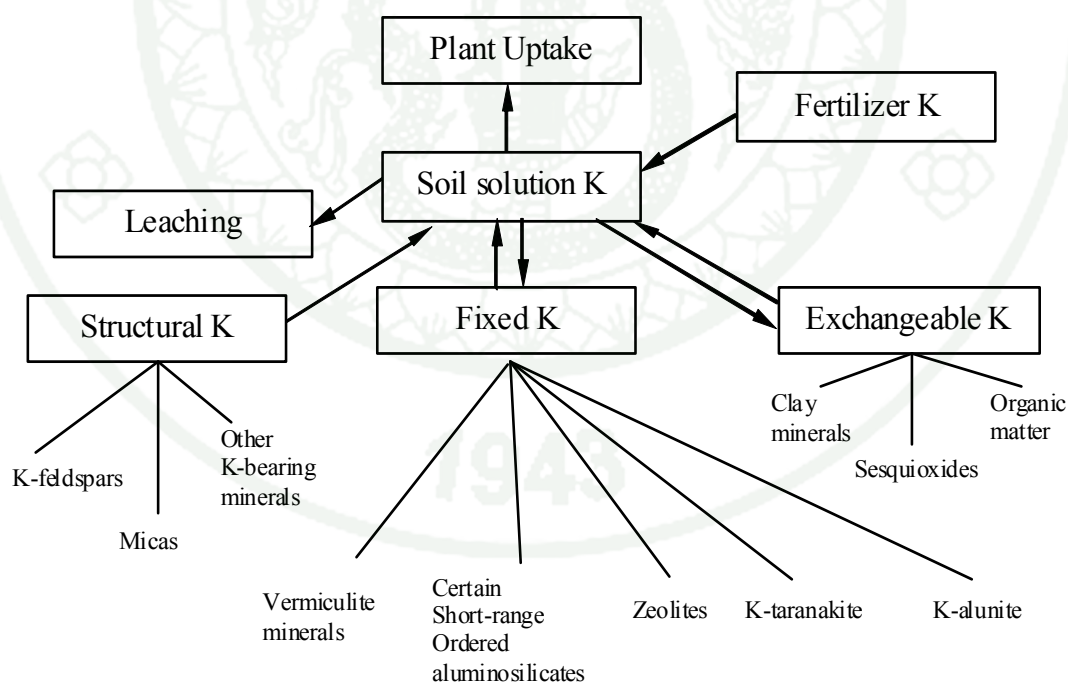 Plant Uptake
Fertilizer K
Soil solution K
Leaching
Structural K
Fixed K
Exchangeable K
K-feldspars
Micas
Other
K-bearing
minerals
Clay
minerals
Sesquioxides
Organic
matter
Vermiculite
minerals
Certain
Short-range
Ordered
aluminosilicates
Zeolites
K-taranakite
K-alunite
1943